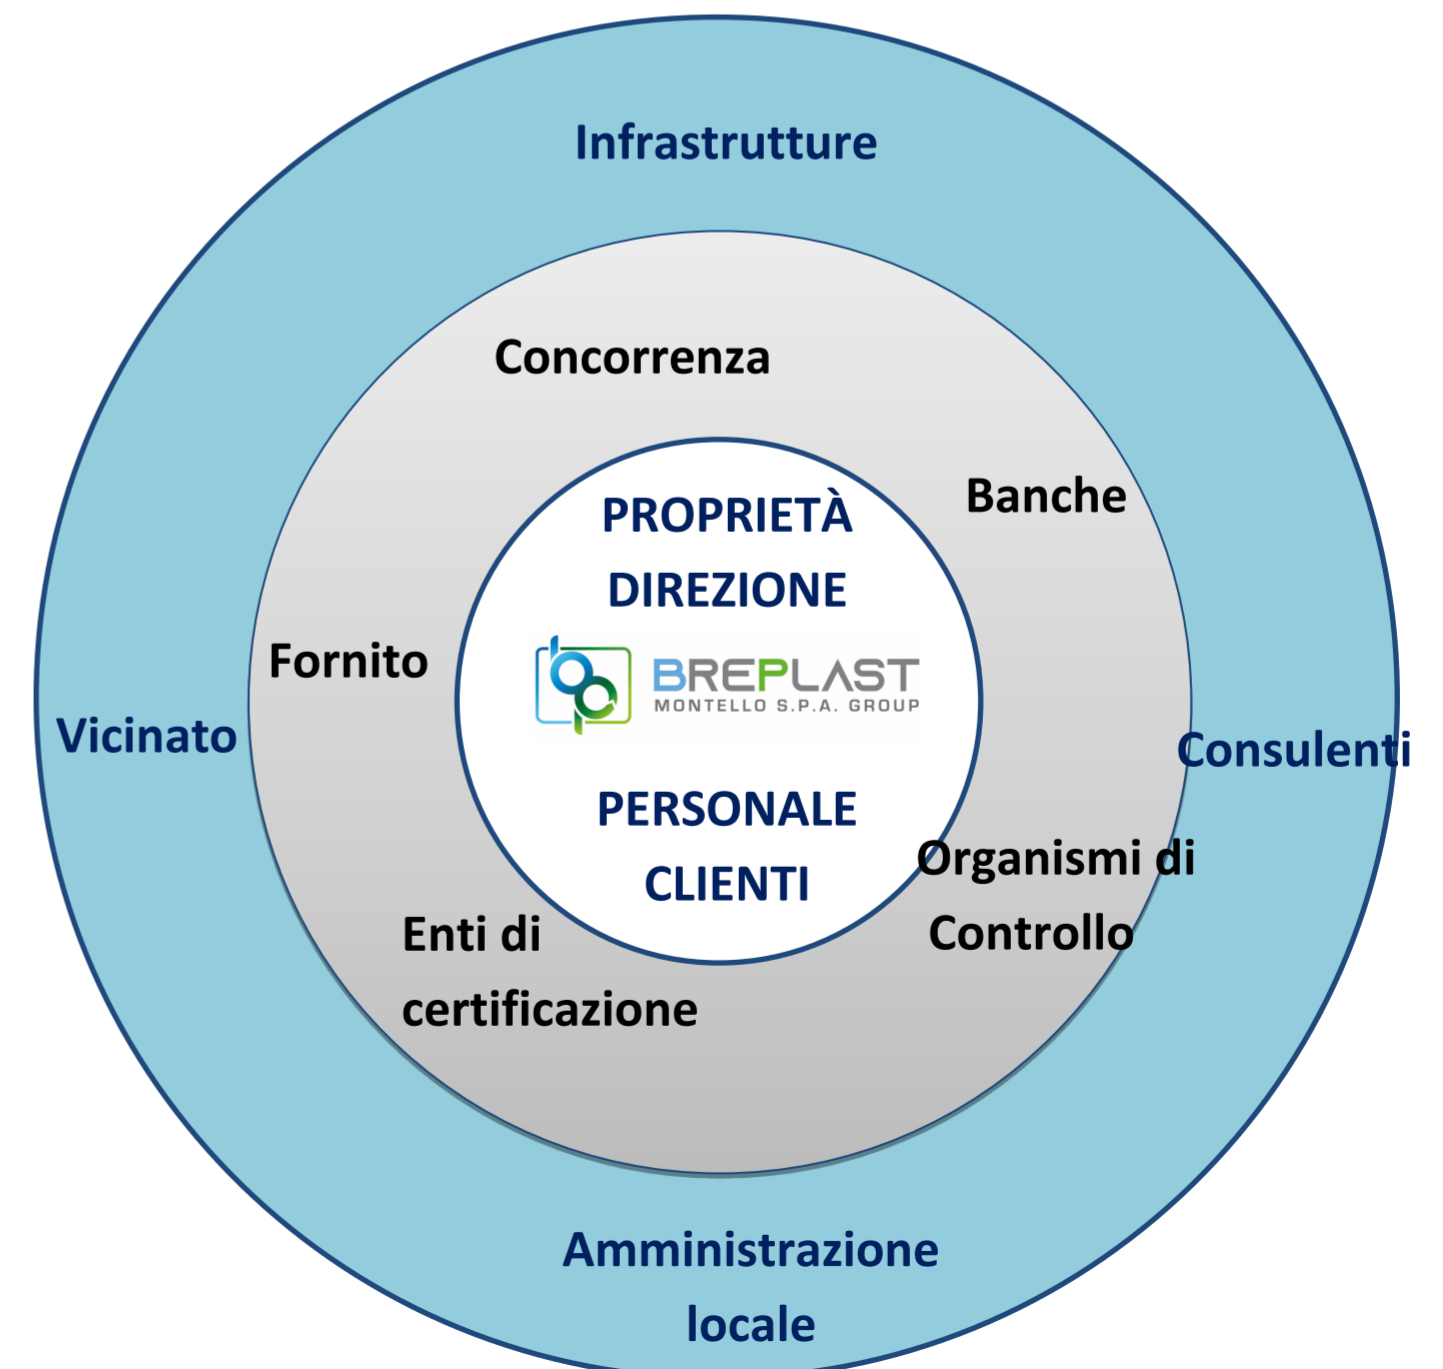 Infrastrutture
Concorrenza
Banche
PROPRIETÀ
DIREZIONE
Fornito
BREPLAST
MONTELLO S.P.A. GROUP
Vicinato
Consulenti
PERSONALE
CLIENTI
Organismi di
Controllo
Enti di
certificazione
Amministrazione
locale